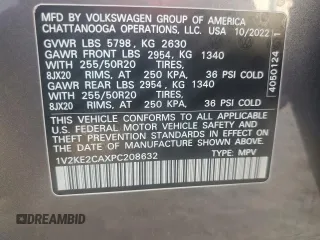 MFD. BY VOLKSWAGEN GROUP OF AMERICA
CHATTANOOGA OPERATIONS, LLC. USA 10/2022
GVWR LBS 5798, KG 2630
GAWR FRONT LBS 2954, KG 1340
WITH 255/50R20 TIRES,
8JX20 RIMS, AT 250 KPA, 36 PSI COLD
GAWR REAR LBS 2954, KG 1340
WITH 255/50R20 TIRES,
8JX20 RIMS, AT 250 KPA, 36 PSI COLD
THIS VEHICLE CONFORMS TO ALL APPLICABLE
FEDERAL MOTOR VEHICLE SAFETY AND
THEFT PREVENTION STANDARDS IN EFFECT ON
THE DATE OF MANUFACTURE SHOWN ABOVE.
1V2KE2CAXPC208632 TYPE: MPV
4050124 1
DREAMBID